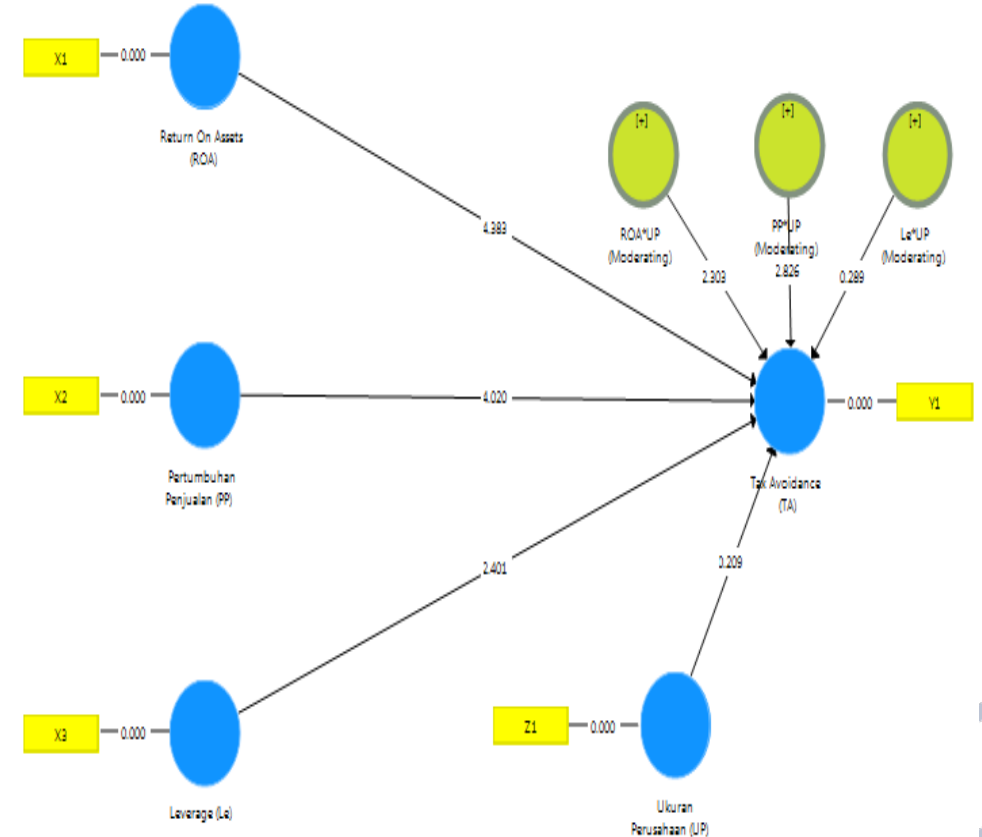 X1
0.000
Return On Assets
(ROA)
4.383
[+]
[+]
[+]
ROA*UP
(Moderating)
PP*UP
(Moderating)
Le*UP
(Moderating)
2.303
2.826
0.289
X2
0.000
Pertumbuhan
Penjualan (PP)
4.020
0.000
Y1
Tax Avoidance
(TA)
2.401
0.209
X3
0.000
Leverage (Le)
Z1
0.000
Ukuran
Perusahaan (UP)